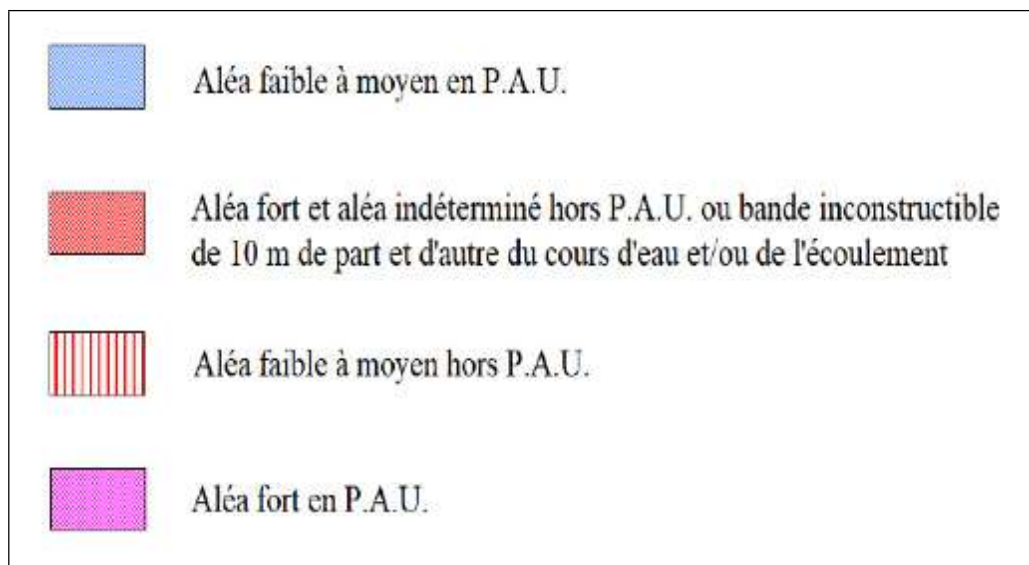 Aléa faible à moyen en P.A.U.
Aléa fort et aléa indéterminé hors P.A.U. ou bande inconstructible
de 10 m de part et d'autre du cours d'eau et/ou de l'écoulement
Aléa faible à moyen hors P.A.U.
Aléa fort en P.A.U.